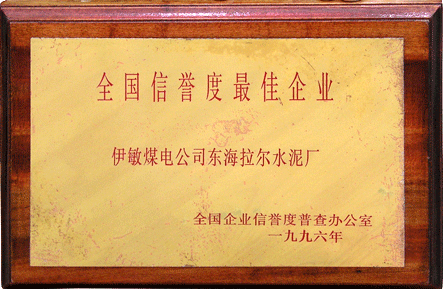 全国信誉度最佳企业
伊敏煤电公司东海拉尔水泥厂
全国企业信誉度普查办公室
一九九六年